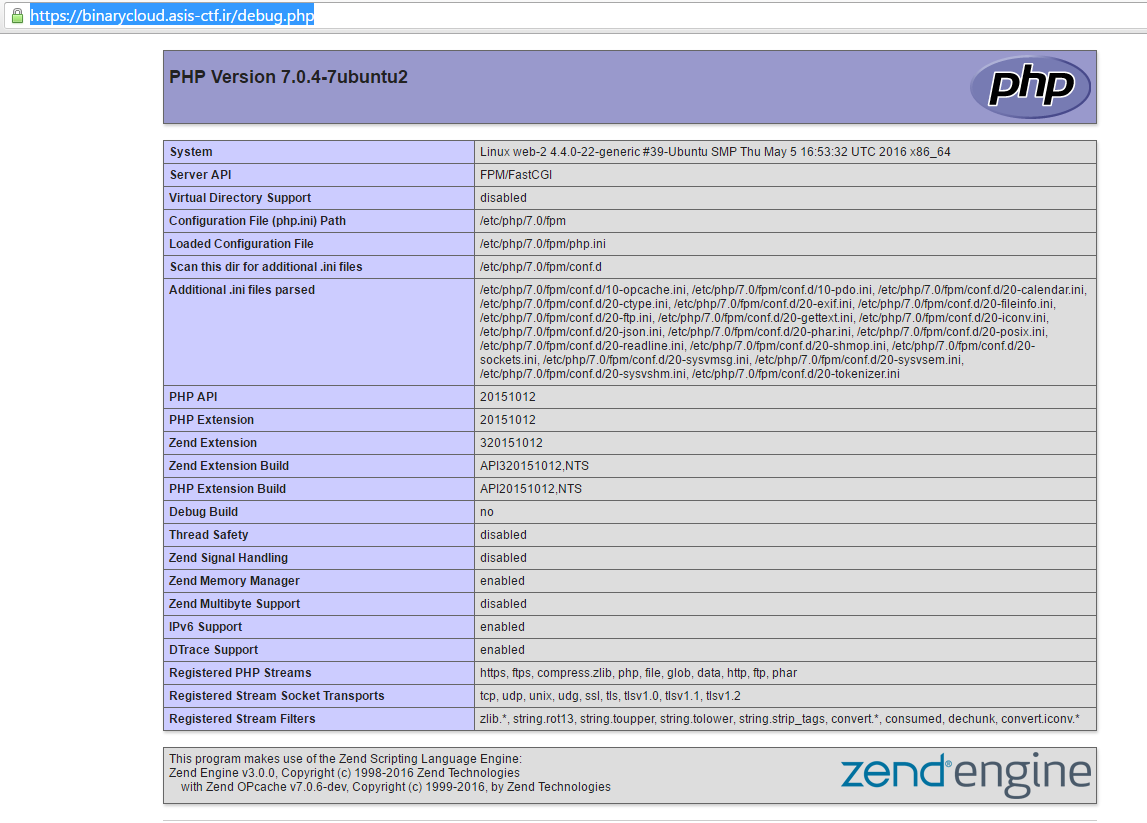 https://binarycloud.asis-ctf.ir/debug.php
PHP Version 7.0.4-7ubuntu2
php
System Linux web-2 4.4.0-22-generic #39-Ubuntu SMP Thu May 5 16:53:32 UTC 2016 x86_64
Server API FPM/FastCGI
Virtual Directory Support disabled
Configuration File (php.ini) Path /etc/php/7.0/fpm
Loaded Configuration File /etc/php/7.0/fpm/php.ini
Scan this dir for additional .ini files /etc/php/7.0/fpm/conf.d
Additional .ini files parsed /etc/php/7.0/fpm/conf.d/10-opcache.ini, /etc/php/7.0/fpm/conf.d/10-pdo.ini, /etc/php/7.0/fpm/conf.d/20-calendar.ini,
/etc/php/7.0/fpm/conf.d/20-ctype.ini, /etc/php/7.0/fpm/conf.d/20-exif.ini, /etc/php/7.0/fpm/conf.d/20-fileinfo.ini,
/etc/php/7.0/fpm/conf.d/20-ftp.ini, /etc/php/7.0/fpm/conf.d/20-gettext.ini, /etc/php/7.0/fpm/conf.d/20-iconv.ini,
/etc/php/7.0/fpm/conf.d/20-json.ini, /etc/php/7.0/fpm/conf.d/20-phar.ini, /etc/php/7.0/fpm/conf.d/20-posix.ini,
/etc/php/7.0/fpm/conf.d/20-readline.ini, /etc/php/7.0/fpm/conf.d/20-shmop.ini, /etc/php/7.0/fpm/conf.d/20-
sockets.ini, /etc/php/7.0/fpm/conf.d/20-sysvmsg.ini, /etc/php/7.0/fpm/conf.d/20-sysvsem.ini,
/etc/php/7.0/fpm/conf.d/20-sysvshm.ini, /etc/php/7.0/fpm/conf.d/20-tokenizer.ini
PHP API 20151012
PHP Extension 20151012
Zend Extension 320151012
Zend Extension Build API320151012,NTS
PHP Extension Build API20151012,NTS
Debug Build no
Thread Safety disabled
Zend Signal Handling disabled
Zend Memory Manager enabled
Zend Multibyte Support disabled
IPv6 Support enabled
DTrace Support enabled
Registered PHP Streams https, ftps, compress.zlib, php, file, glob, data, http, ftp, phar
Registered Stream Socket Transports tcp, udp, unix, udg, ssl, tls, tlsv1.0, tlsv1.1, tlsv1.2
Registered Stream Filters zlib.*, string.rot13, string.toupper, string.tolower, string.strip_tags, convert.*, consumed, dechunk, convert.iconv.*
This program makes use of the Zend Scripting Language Engine:
Zend Engine v3.0.0, Copyright (c) 1998-2016 Zend Technologies
with Zend OPcache v7.0.6-dev, Copyright (c) 1999-2016, by Zend Technologies
zend® engine